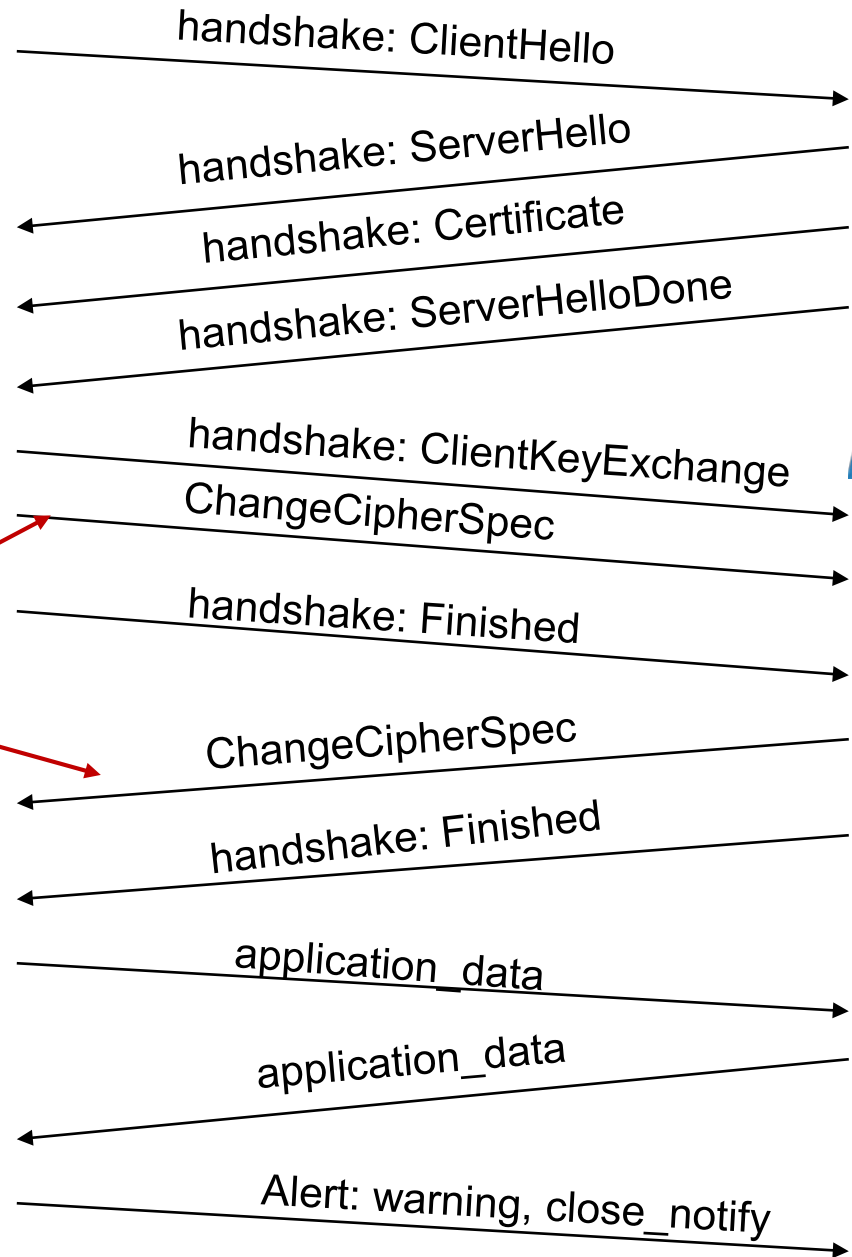 handshake: ClientHello
handshake: ServerHello
handshake: Certificate
handshake: ServerHelloDone
handshake: ClientKeyExchange
ChangeCipherSpec
handshake: Finished
ChangeCipherSpec
handshake: Finished
application_data
application_data
Alert: warning, close_notify